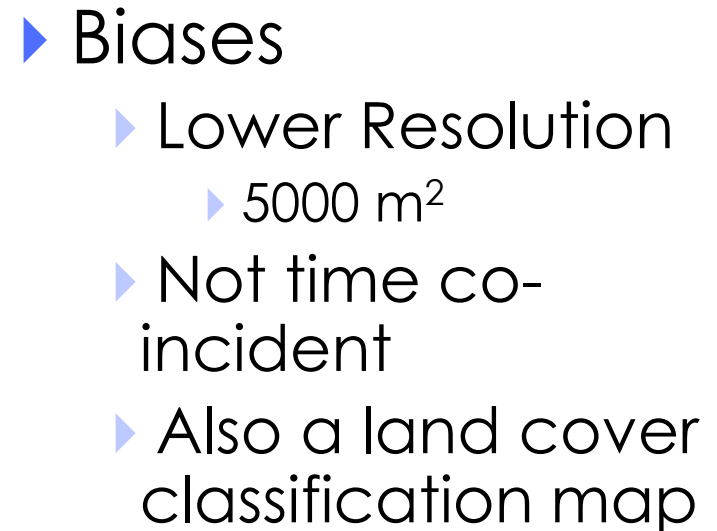 Biases
Lower Resolution
5000 m²
Not time co-
incident
Also a land cover
classification map